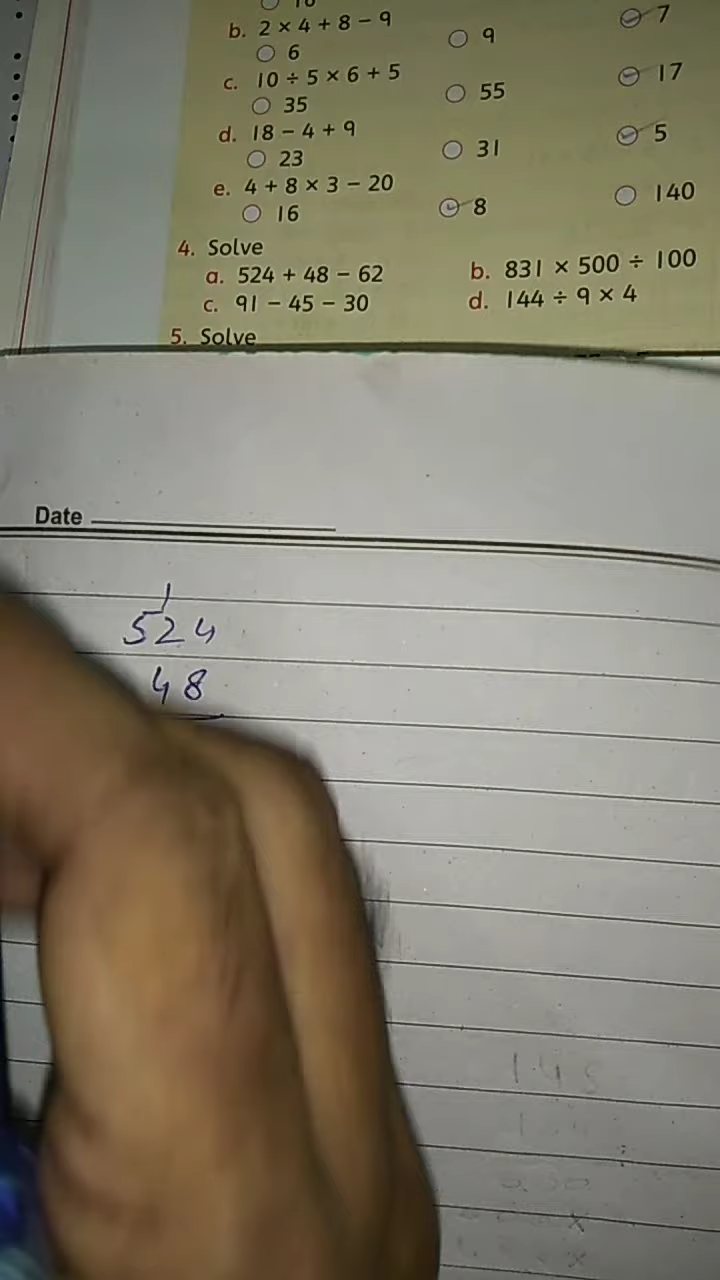 b. 2 × 4 + 8 − 9
6 9 7
c. 10 ÷ 5 × 6 + 5
35 55 17
d. 18 − 4 + 9
23 31 5
e. 4 + 8 × 3 − 20
16 8 140
4. Solve
a. 524 + 48 − 62 b. 831 × 500 ÷ 100
c. 91 − 45 − 30 d. 144 ÷ 9 × 4
5. Solve
Date
1
524
48